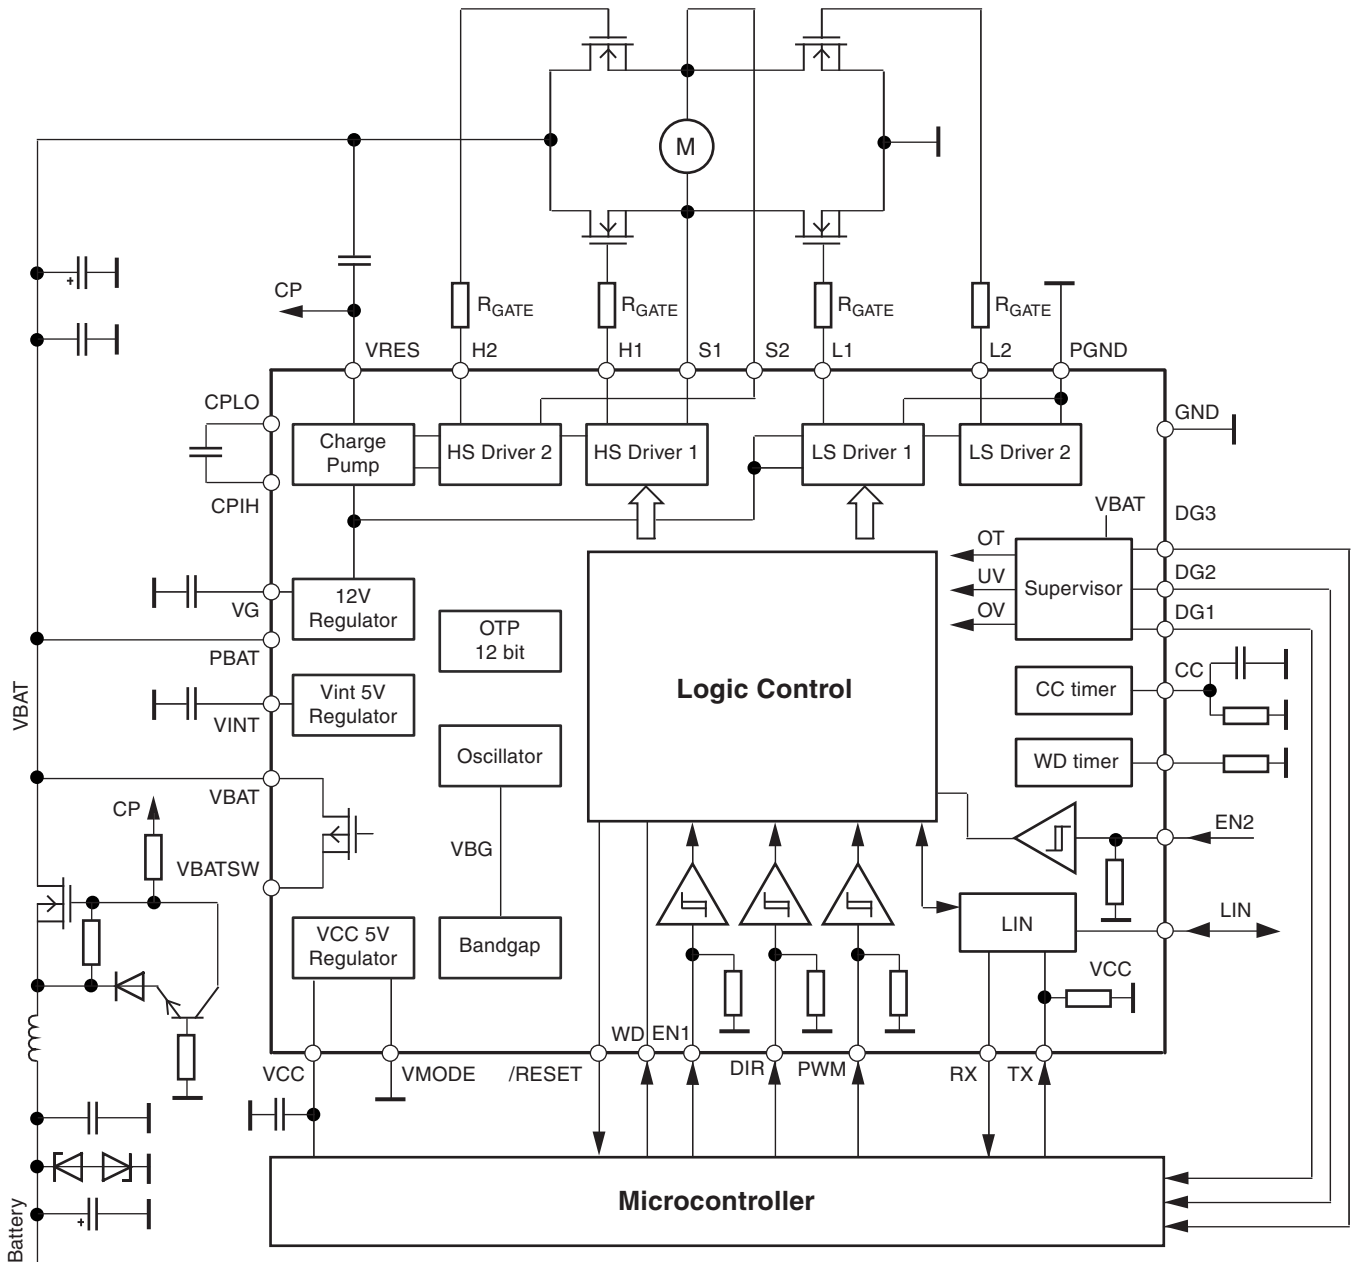 M
CP
RGATE
RGATE
RGATE
RGATE
VRES
H2
H1
S1
S2
L1
L2
PGND
CPLO
GND
Charge
Pump
HS Driver 2
HS Driver 1
LS Driver 1
LS Driver 2
CPIH
VBAT
DG3
OT
UV
OV
Supervisor
DG2
DG1
VG
12V
Regulator
OTP
12 bit
PBAT
Logic Control
CC
CC timer
VINT
Vint 5V
Regulator
VBAT
Oscillator
WD timer
VBAT
CP
VBG
EN2
VBATSW
LIN
LIN
VCC 5V
Regulator
Bandgap
VCC
WD
EN1
VCC
VMODE
/RESET
DIR
PWM
RX
TX
+
Microcontroller
+
Battery